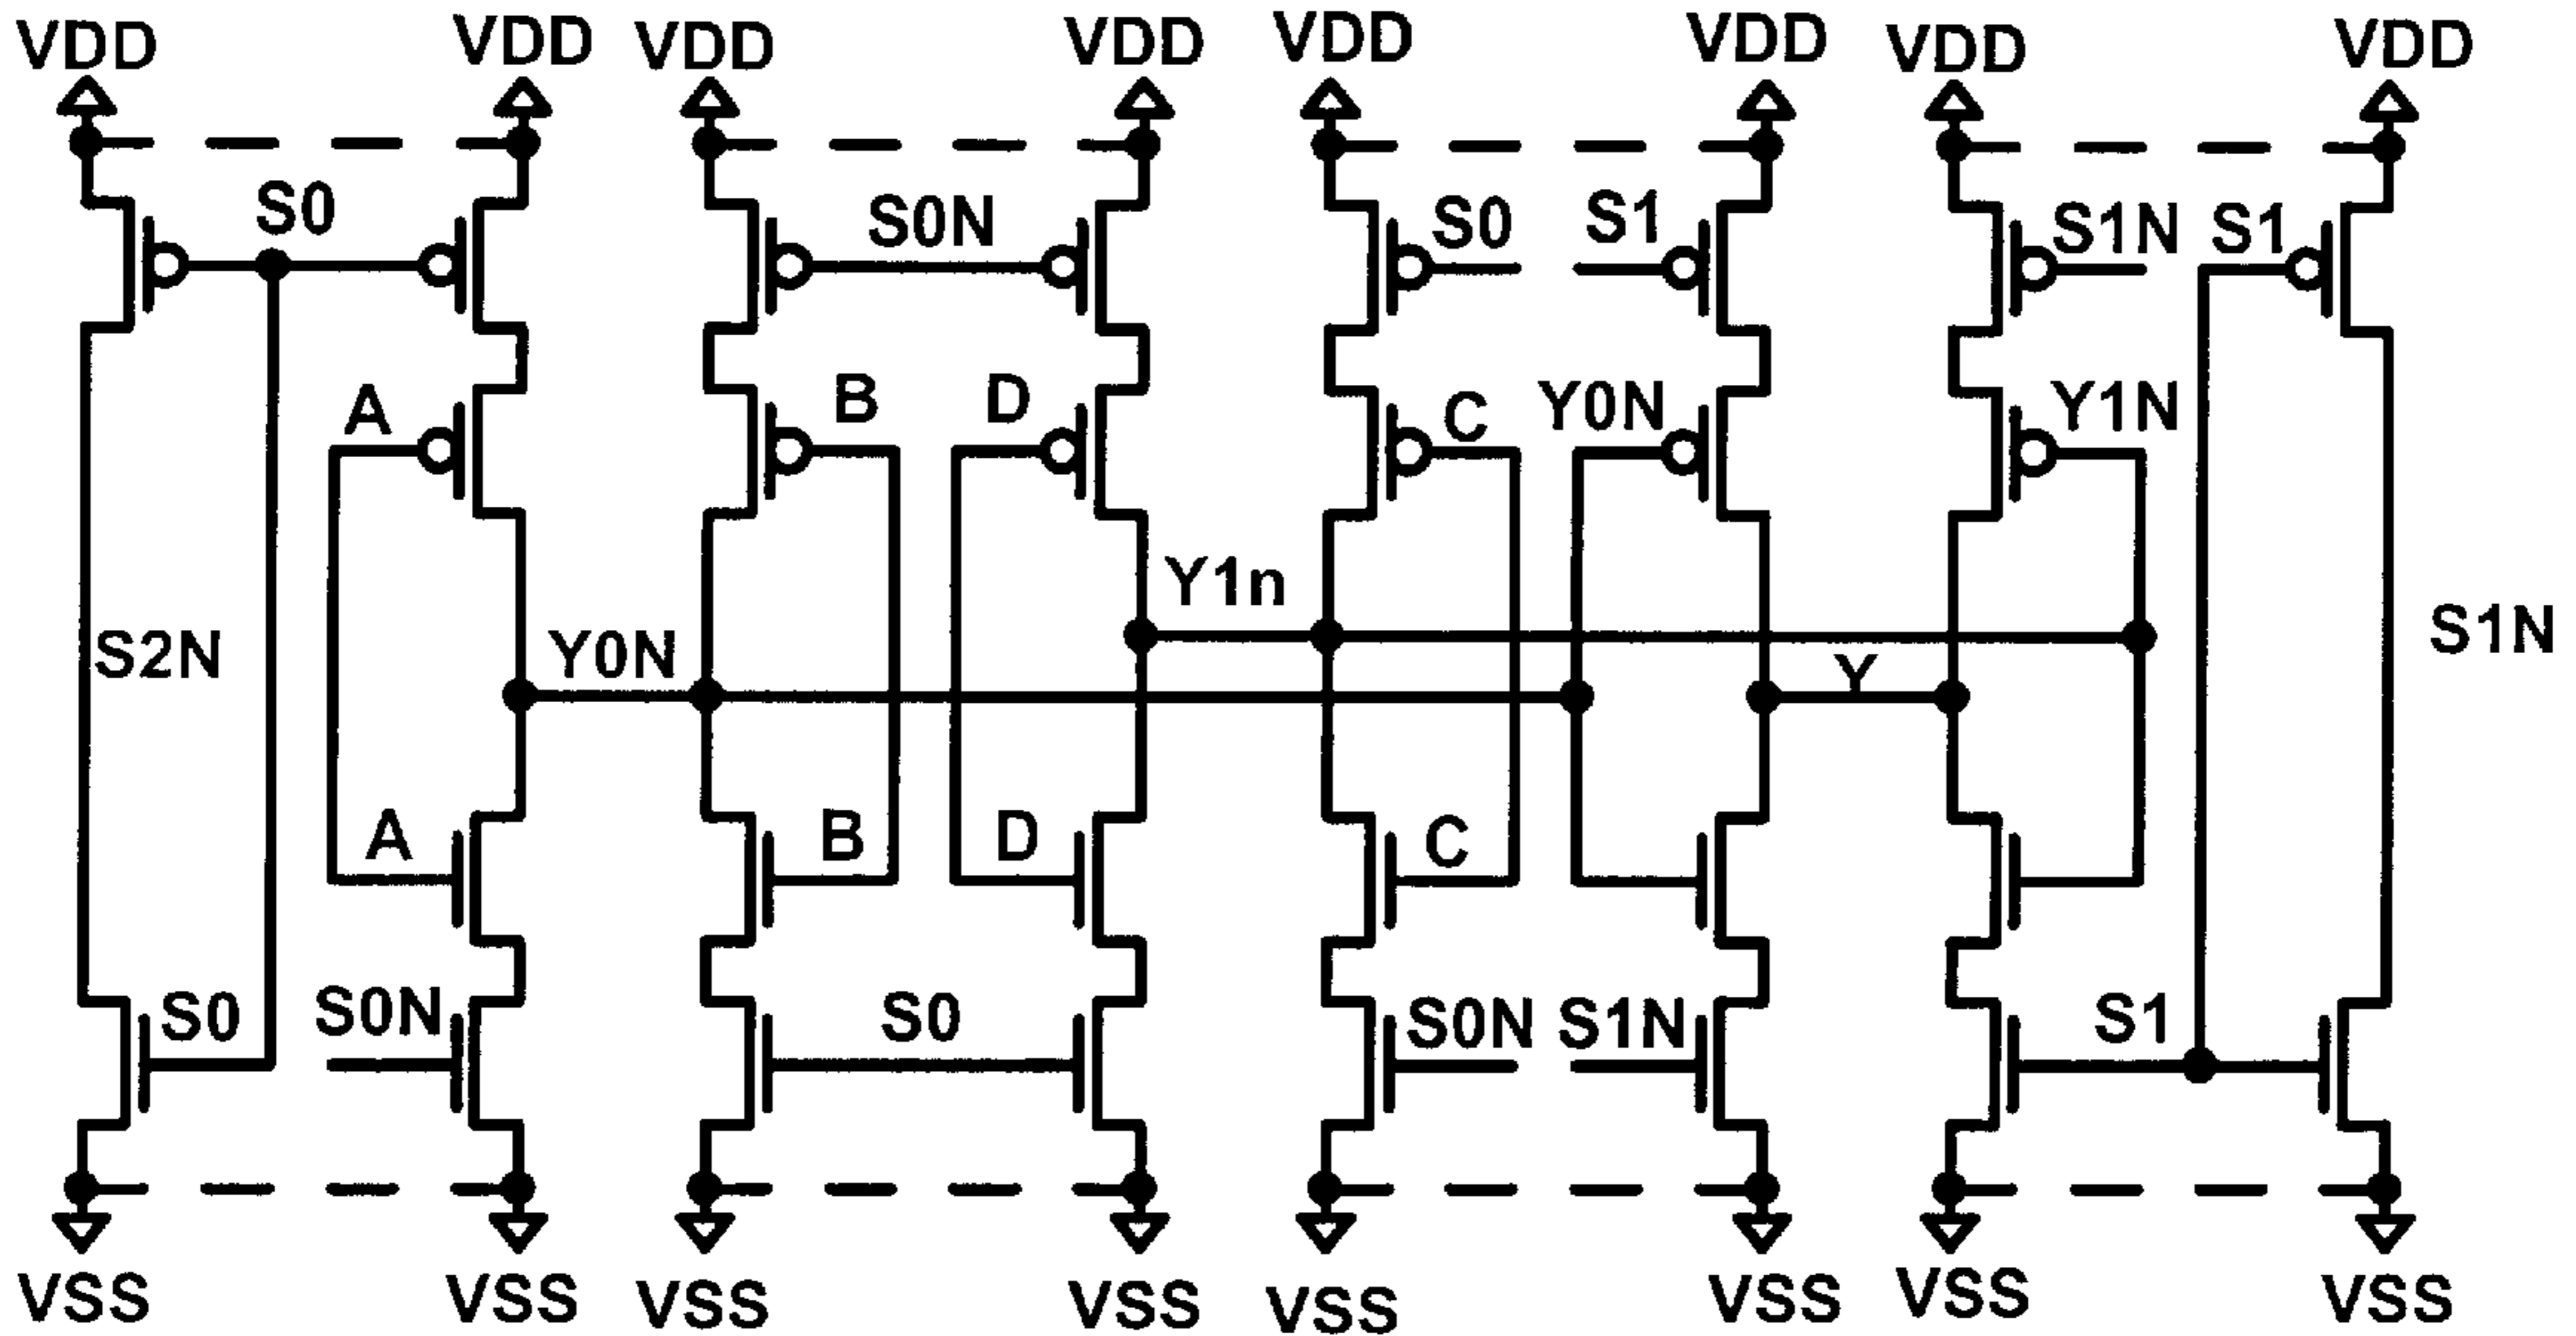 VDD VDD VDD VDD VDD VDD VDD VDD
S0 S0N S0 S1 S1N S1
A B D C Y0N Y1N
Y1n
S2N Y0N Y S1N
A B D C
S0 S0N S0 S0N S1N S1
VSS VSS VSS VSS VSS VSS VSS VSS